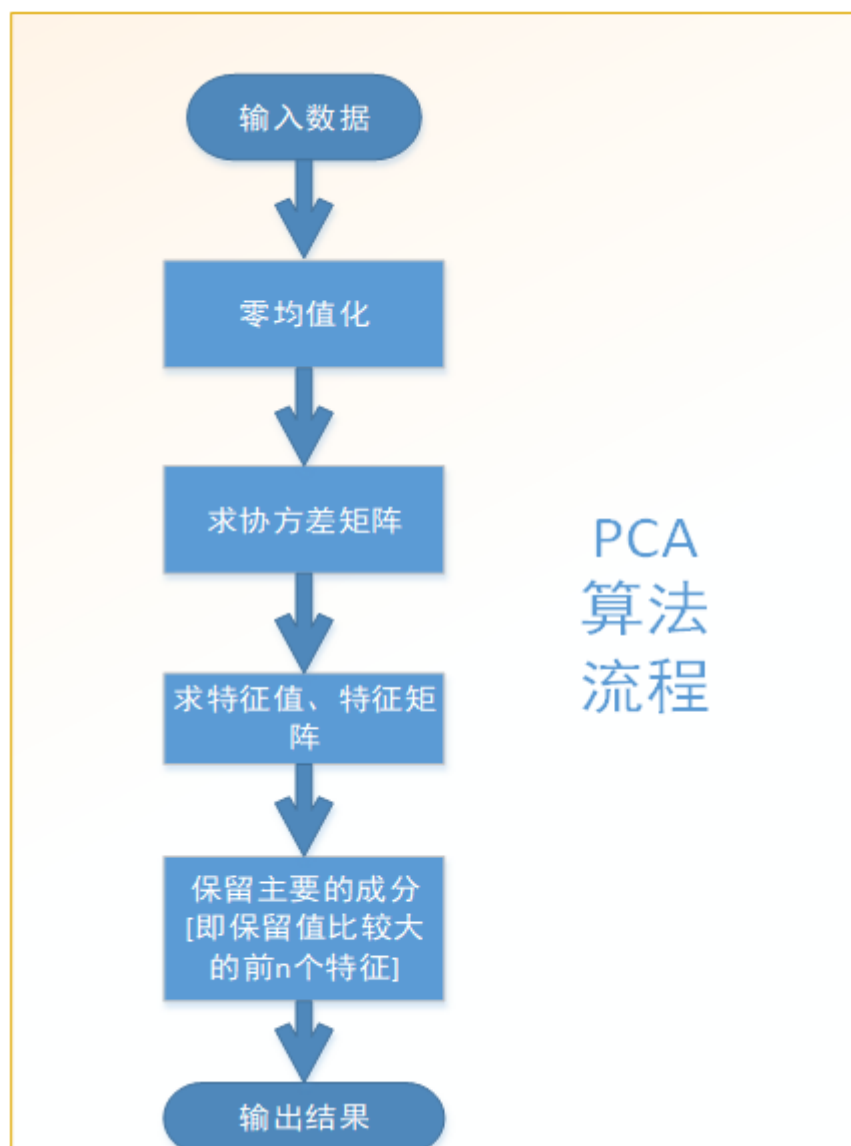 输入数据
零均值化
求协方差矩阵
求特征值、特征矩
阵
保留主要的成分
[即保留值比较大
的前n个特征]
输出结果
PCA
算法
流程